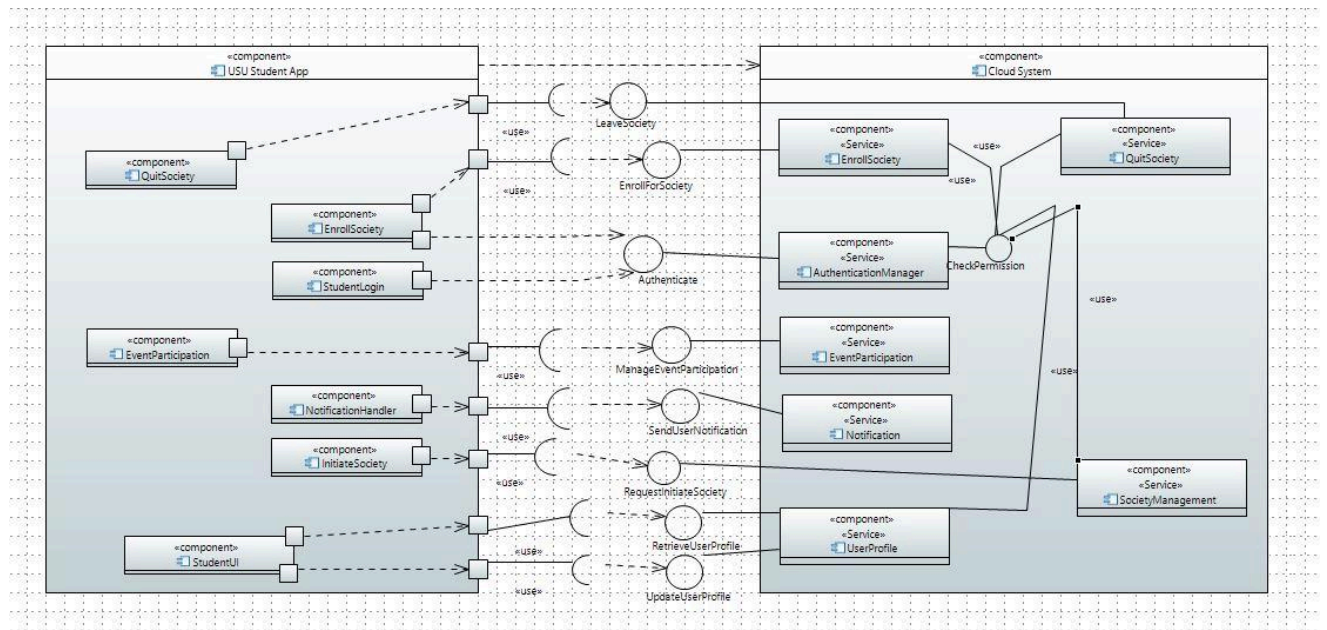 «component»
USU Student App
«component»
Cloud System
LeaveSociety
«use»
«component»
QuitSociety
«component»
«Service»
EnrollSociety
«use»
«use»
«component»
«Service»
QuitSociety
EnrollForSociety
«use»
«component»
EnrollSociety
«component»
StudentLogin
Authenticate
«component»
«Service»
AuthenticationManager
CheckPermission
«use»
«component»
EventParticipation
ManageEventParticipation
«use»
«component»
«Service»
EventParticipation
«use»
«component»
NotificationHandler
SendUserNotification
«use»
«component»
«Service»
Notification
«component»
InitiateSociety
RequestInitiateSociety
«use»
«component»
«Service»
SocietyManagement
«component»
StudentUI
RetrieveUserProfile
«use»
«component»
«Service»
UserProfile
UpdateUserProfile
«use»